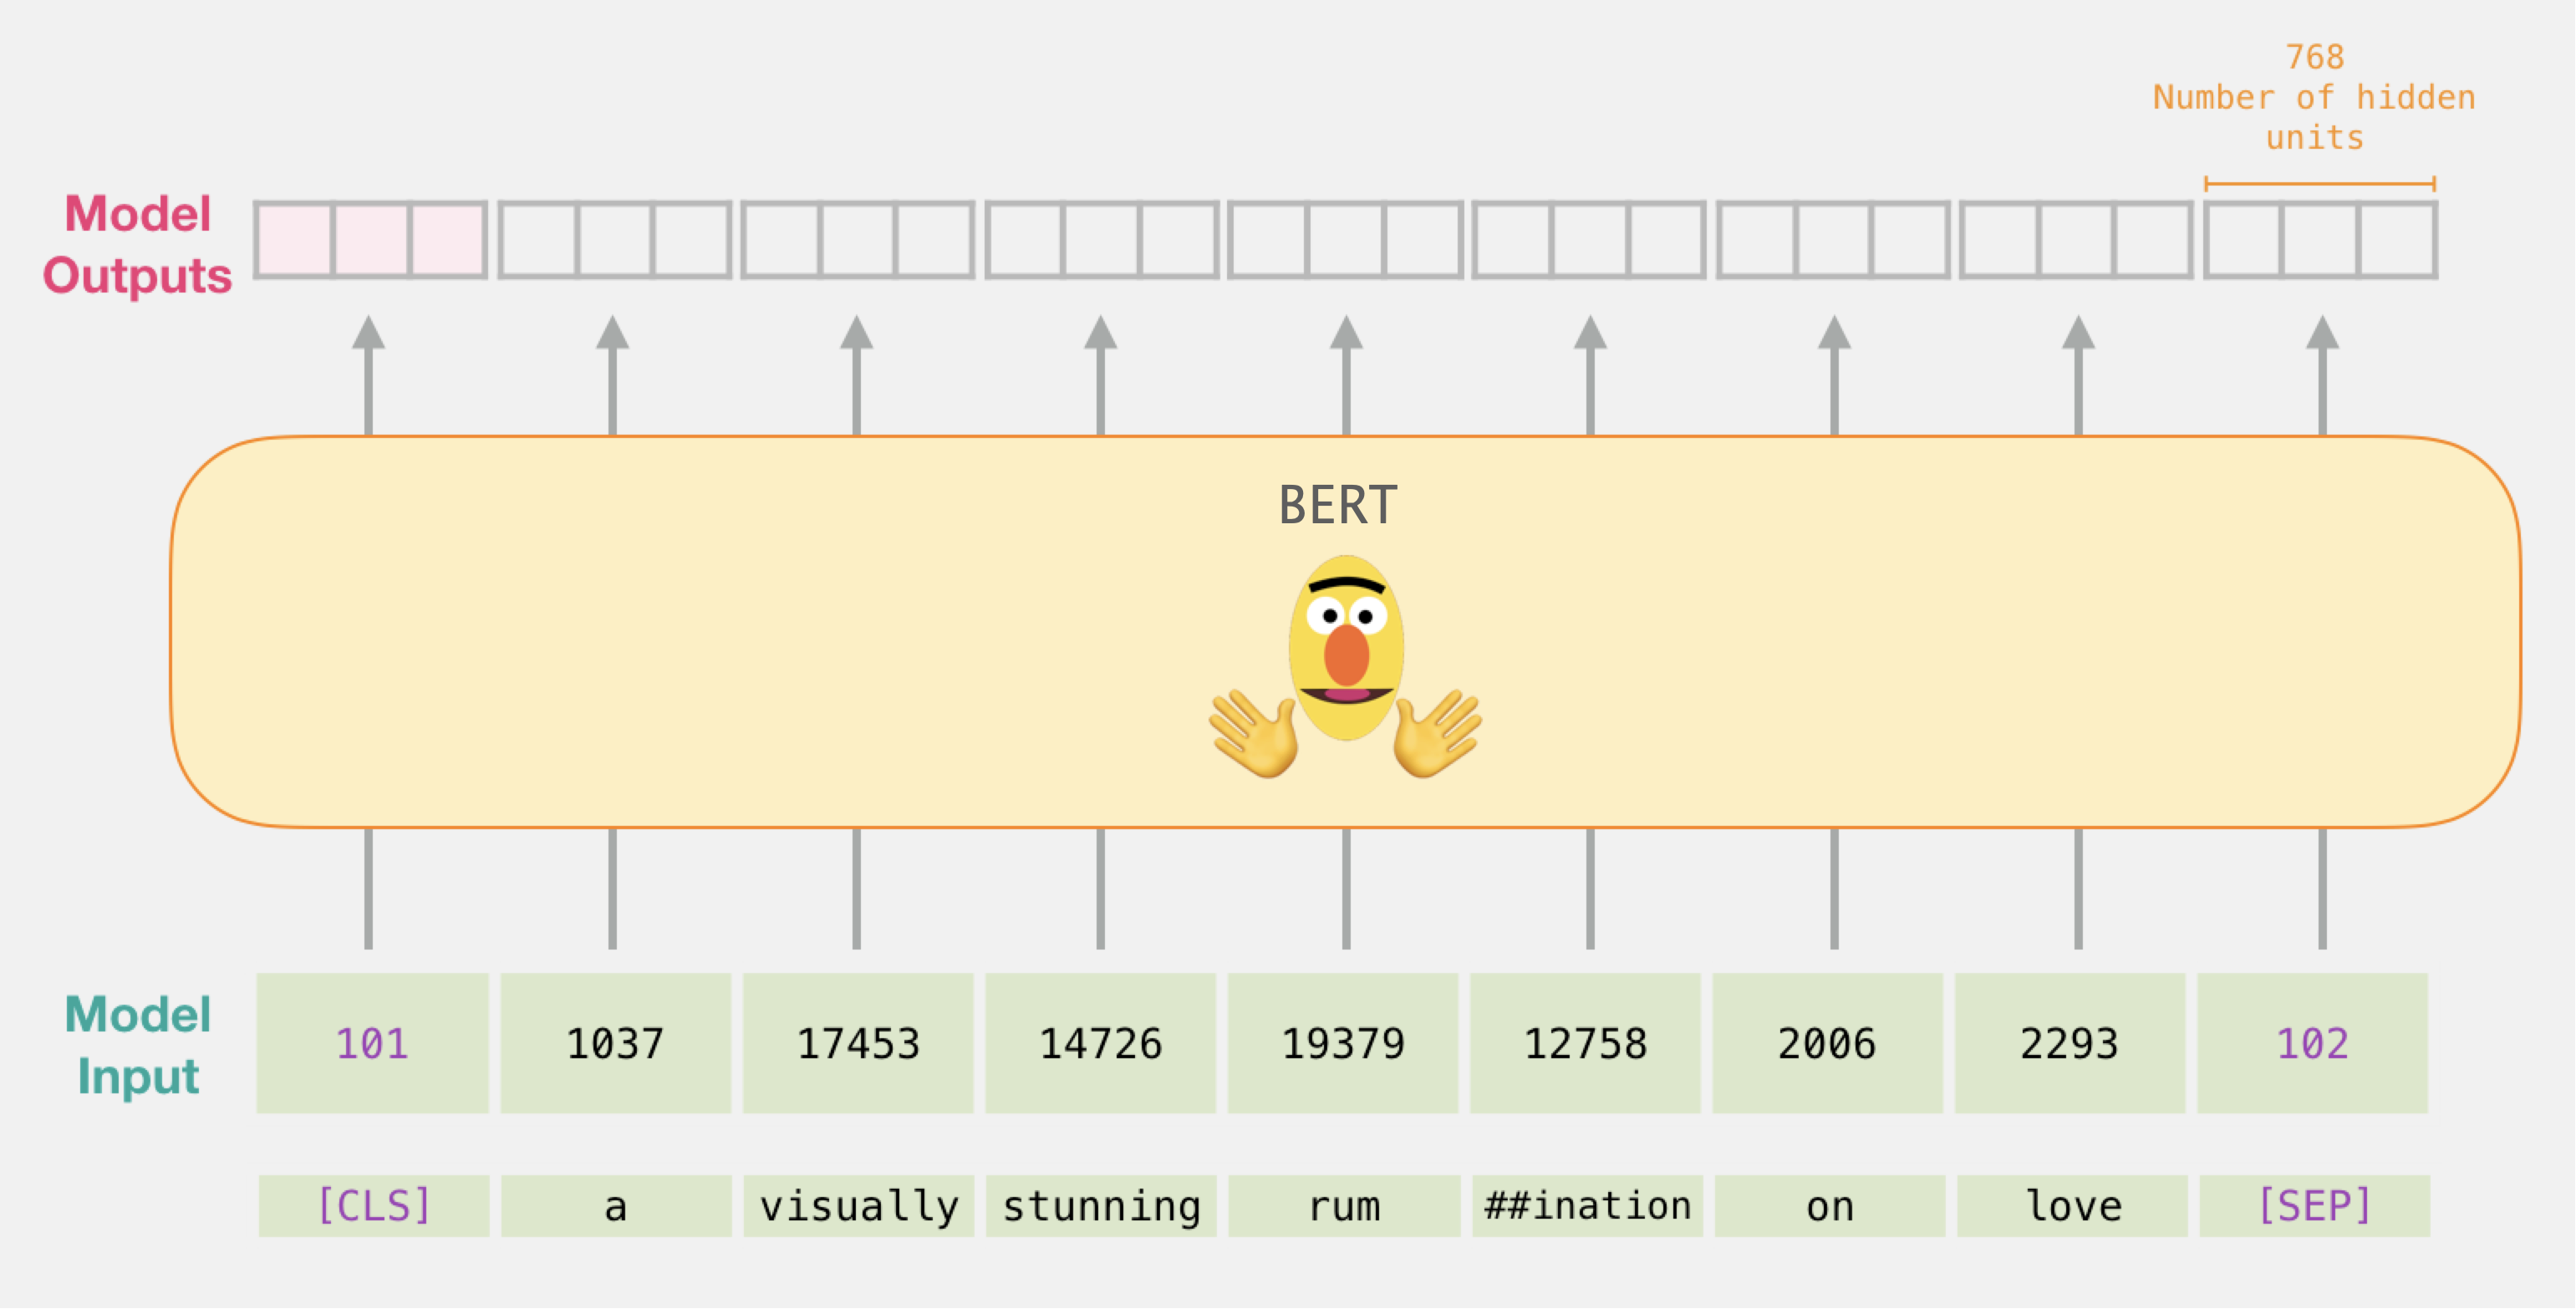 768
Number of hidden
units
Model
Outputs
BERT
Model
Input
101 1037 17453 14726 19379 12758 2006 2293 102
[CLS] a visually stunning rum ##ination on love [SEP]